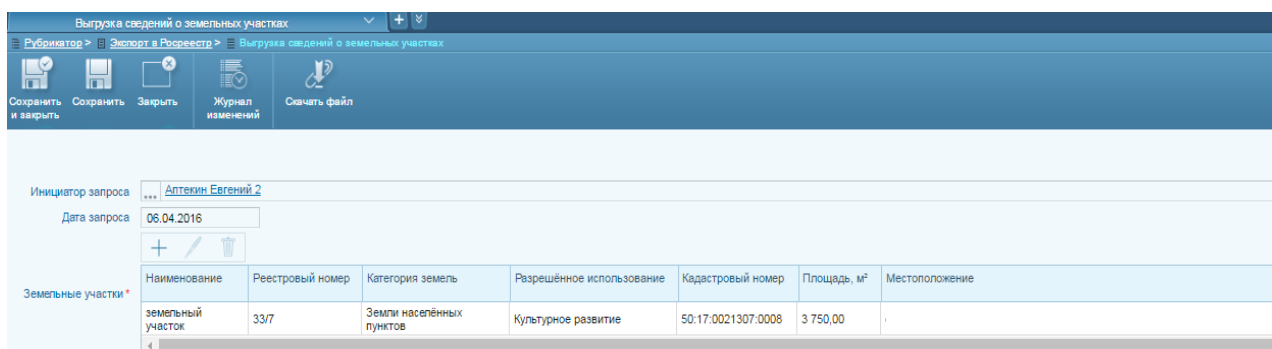 Выгрузка сведений о земельных участках
Рубрикатор > Экспорт в Росреестр > Выгрузка сведений о земельных участках
Сохранить и закрыть
Сохранить
Закрыть
Журнал изменений
Скачать файл
Инициатор запроса ... Аптекин Евгений 2
Дата запроса 06.04.2016
Земельные участки *
Наименование Реестровый номер Категория земель Разрешённое использование Кадастровый номер Площадь, м² Местоположение
земельный участок 33/7 Земли населённых пунктов Культурное развитие 50:17:0021307:0008 3 750,00